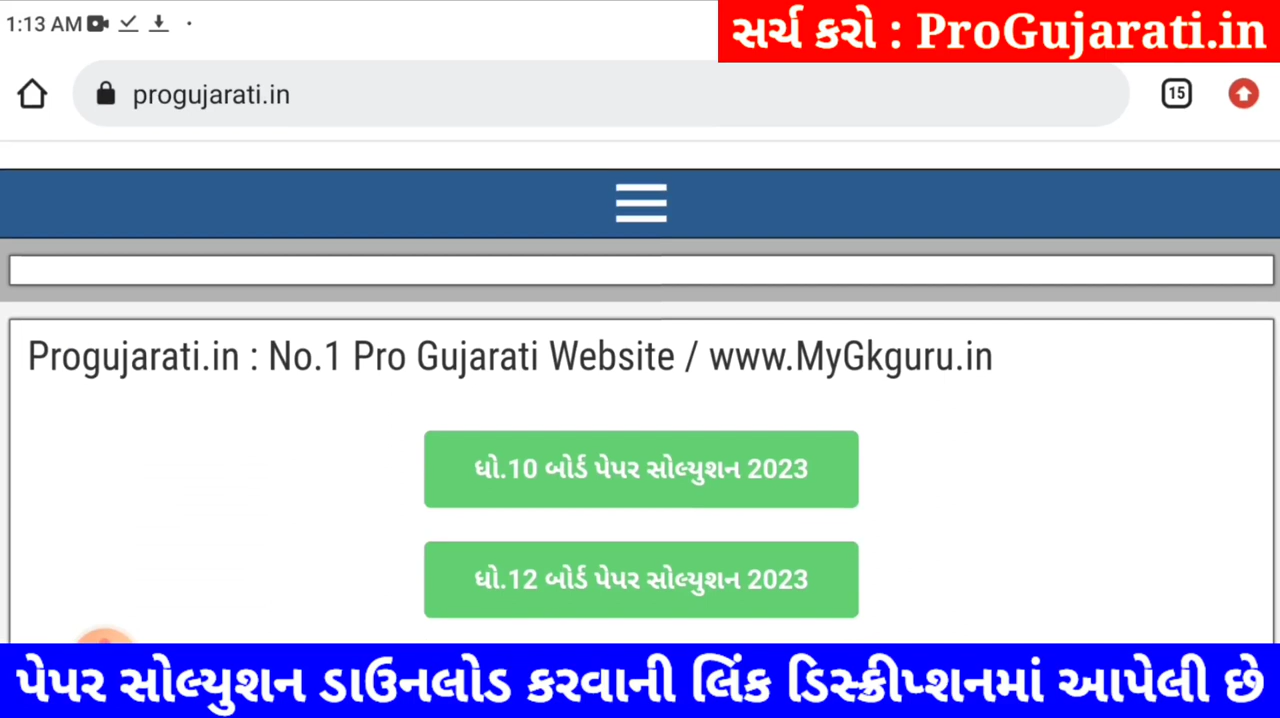 1:13 AM
સર્ચ કરો : ProGujarati.in
progujarati.in
15
Progujarati.in : No.1 Pro Gujarati Website / www.MyGkguru.in
ધો.10 બોર્ડ પેપર સોલ્યુશન 2023
ધો.12 બોર્ડ પેપર સોલ્યુશન 2023
પેપર સોલ્યુશન ડાઉનલોડ કરવાની લિંક ડિસ્ક્રીપ્શનમાં આપેલી છે